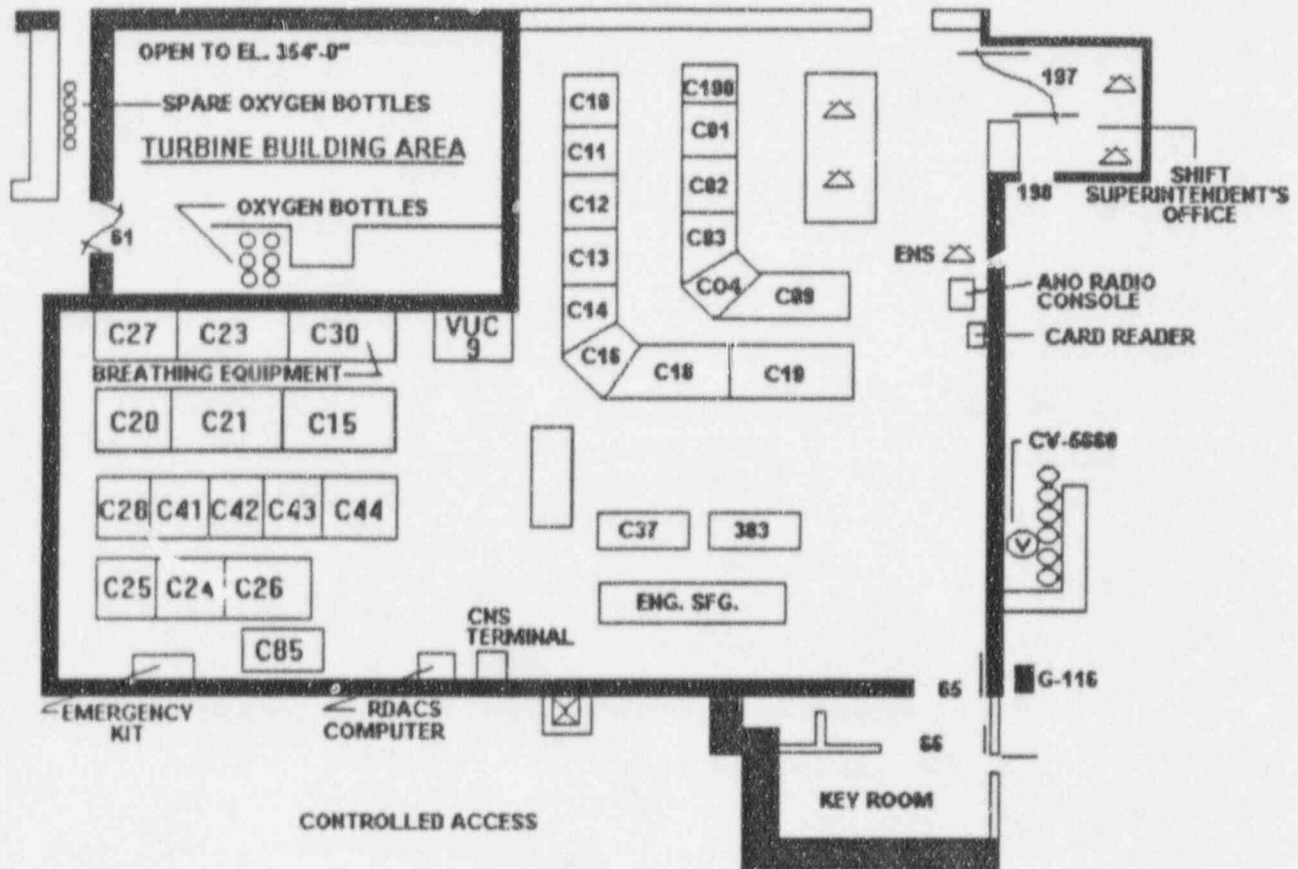 OPEN TO EL. 354'-0"
SPARE OXYGEN BOTTLES
TURBINE BUILDING AREA
OXYGEN BOTTLES
61
C10
C11
C12
C13
C14
C16
C18
C19
C100
C01
C02
C03
C04
C09
197
198
SHIFT
SUPERINTENDENT'S
OFFICE
ENS
ANO RADIO
CONSOLE
CARD READER
C27
C23
C30
VUC
9
BREATHING EQUIPMENT
C20
C21
C15
C28
C41
C42
C43
C44
C25
C24
C26
C85
C37
383
ENG. SFG.
CNS
TERMINAL
CV-5660
V
G-116
65
66
EMERGENCY
KIT
RDACS
COMPUTER
KEY ROOM
CONTROLLED ACCESS